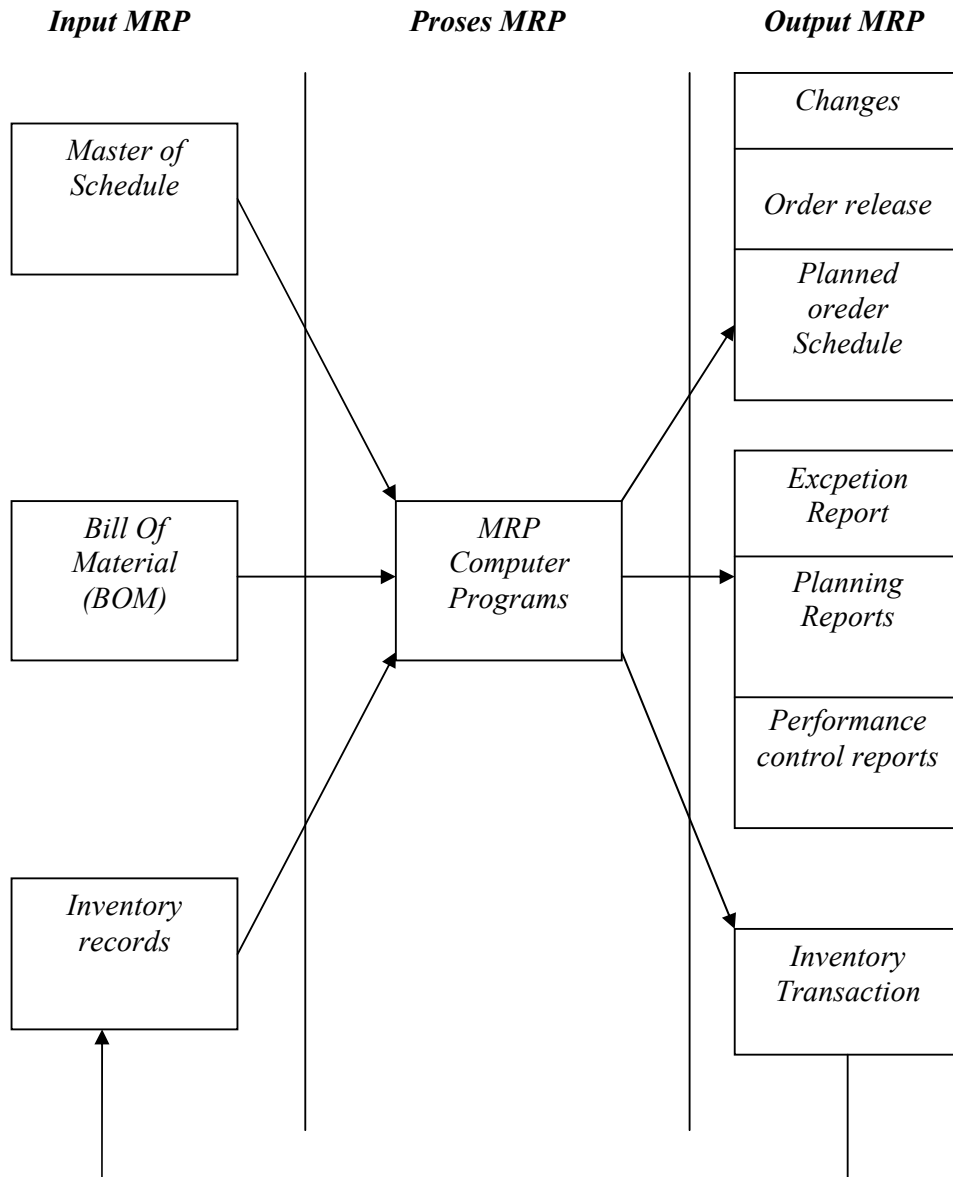 Input MRP
Proses MRP
Output MRP
Master of
Schedule
Bill Of
Material
(BOM)
Inventory
records
MRP
Computer
Programs
Changes
Order release
Planned
oreder
Schedule
Excpetion
Report
Planning
Reports
Performance
control reports
Inventory
Transaction